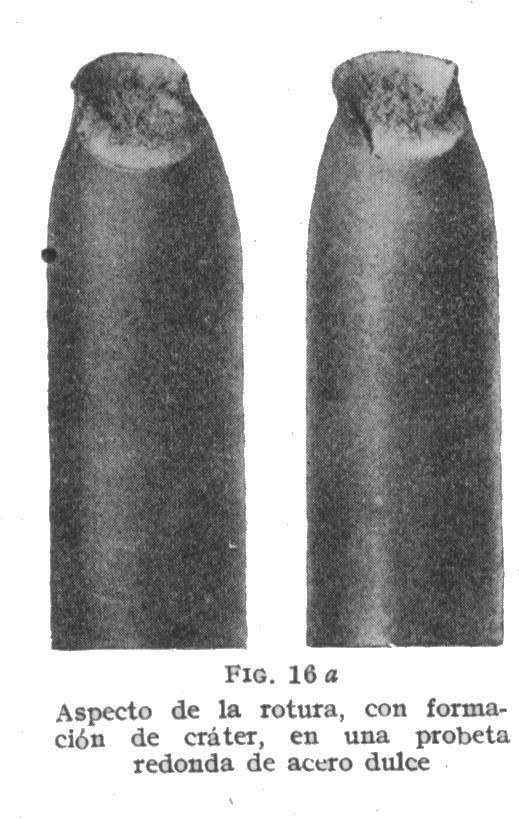 FIG. 16 a
Aspecto de la rotura, con forma-
ción de cráter, en una probeta
redonda de acero dulce